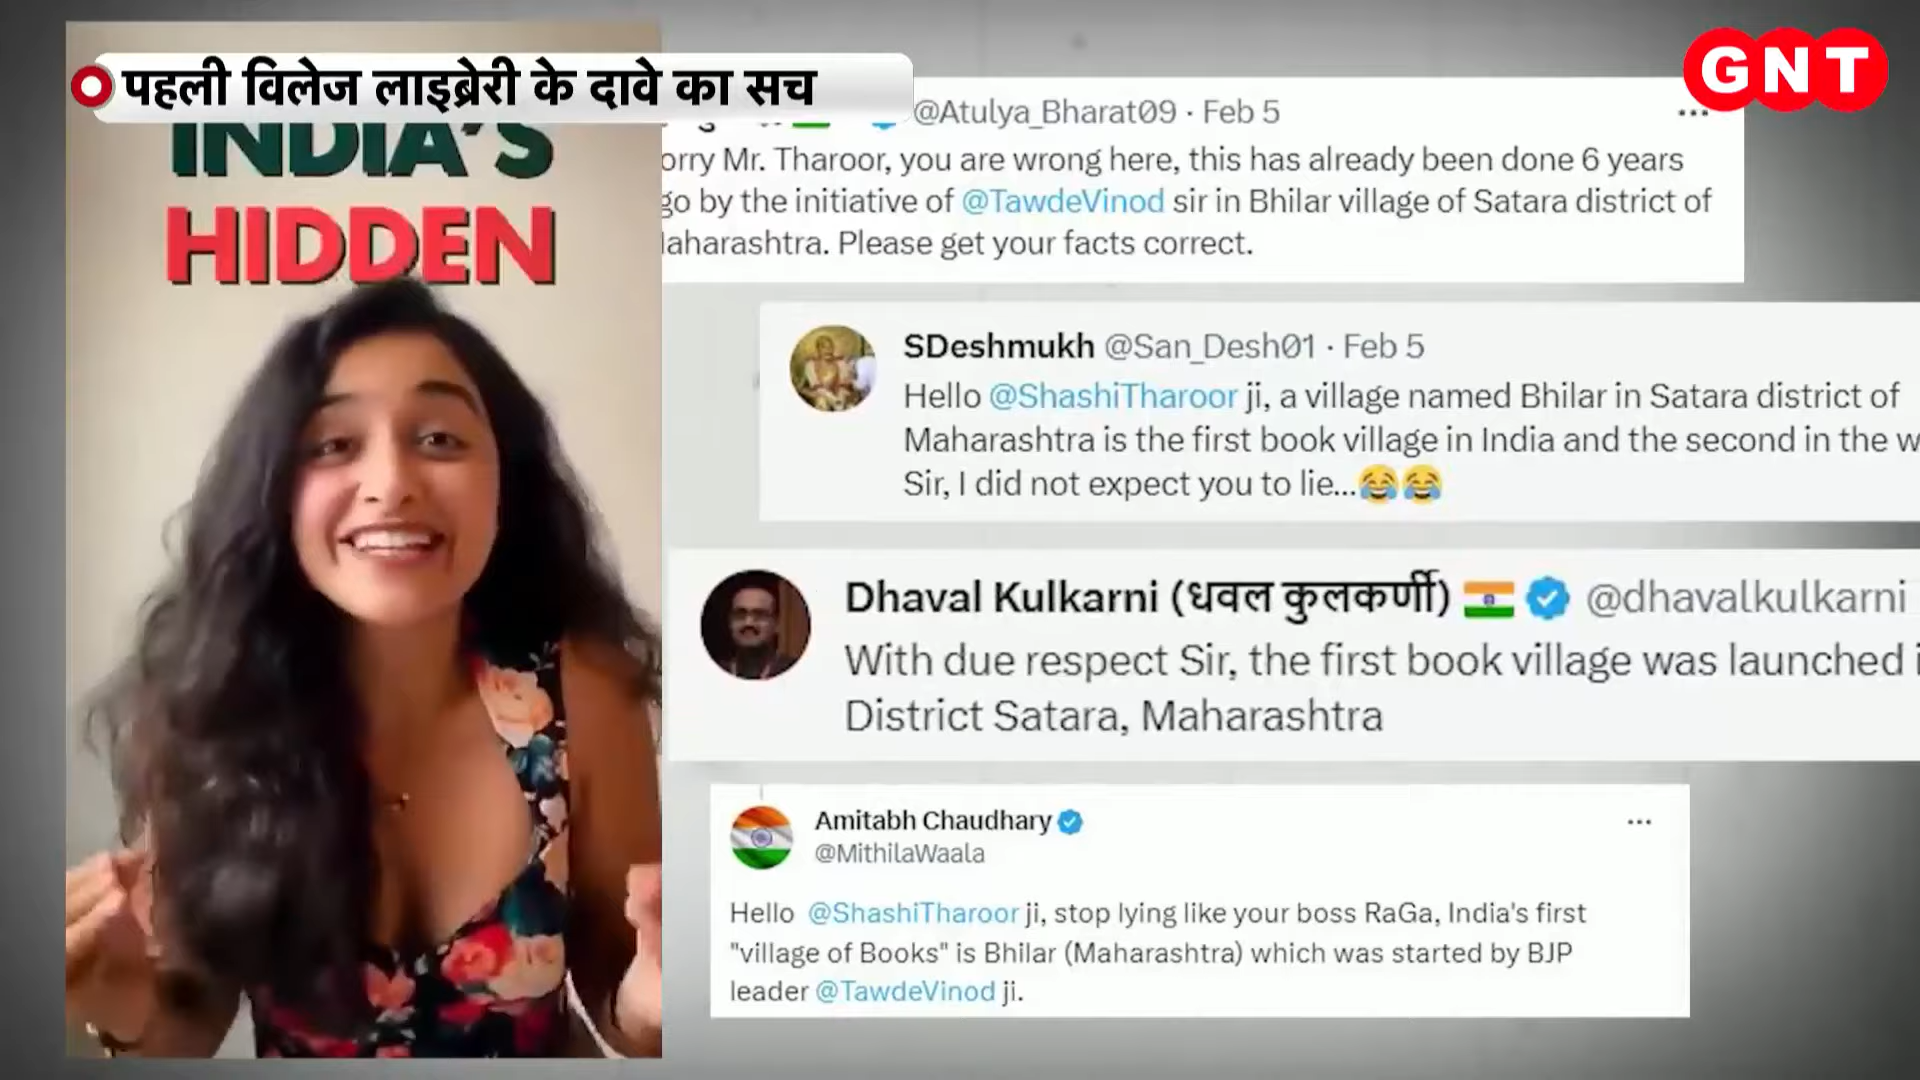 पहली विलेज लाइब्रेरी के दावे का सच
GNT
INDIA'S
HIDDEN
@Atulya_Bharat09 · Feb 5
orry Mr. Tharoor, you are wrong here, this has already been done 6 years
go by the initiative of @TawdeVinod sir in Bhilar village of Satara district of
aharashtra. Please get your facts correct.
SDeshmukh @San_Desh01 · Feb 5
Hello @ShashiTharoor ji, a village named Bhilar in Satara district of
Maharashtra is the first book village in India and the second in the w
Sir, I did not expect you to lie...😂😂
Dhaval Kulkarni (धवल कुलकर्णी) 🇮🇳 @dhavalkulkarni
With due respect Sir, the first book village was launched i
District Satara, Maharashtra
Amitabh Chaudhary
@MithilaWaala
Hello @ShashiTharoor ji, stop lying like your boss RaGa, India's first
"village of Books" is Bhilar (Maharashtra) which was started by BJP
leader @TawdeVinod ji.